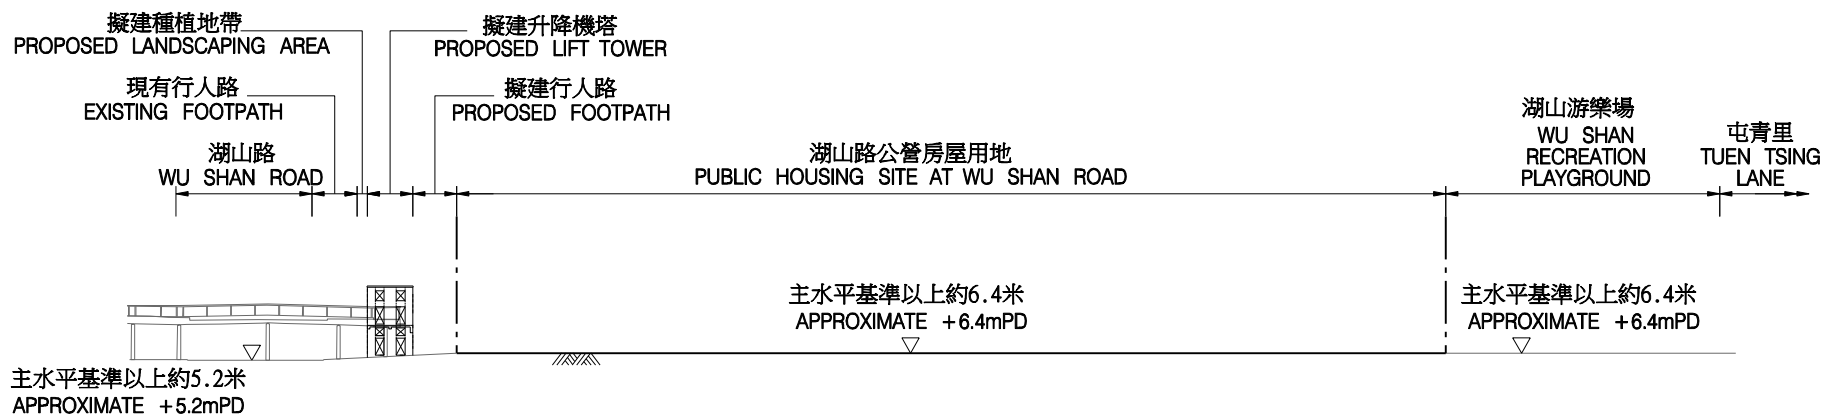 擬建種植地帶
PROPOSED LANDSCAPING AREA
擬建升降機塔
PROPOSED LIFT TOWER
現有行人路
EXISTING FOOTPATH
擬建行人路
PROPOSED FOOTPATH
湖山路
WU SHAN ROAD
湖山路公營房屋用地
PUBLIC HOUSING SITE AT WU SHAN ROAD
湖山游樂場
WU SHAN
RECREATION
PLAYGROUND
屯青里
TUEN TSING
LANE
主水平基準以上約6.4米
APPROXIMATE +6.4mPD
主水平基準以上約6.4米
APPROXIMATE +6.4mPD
主水平基準以上約5.2米
APPROXIMATE +5.2mPD